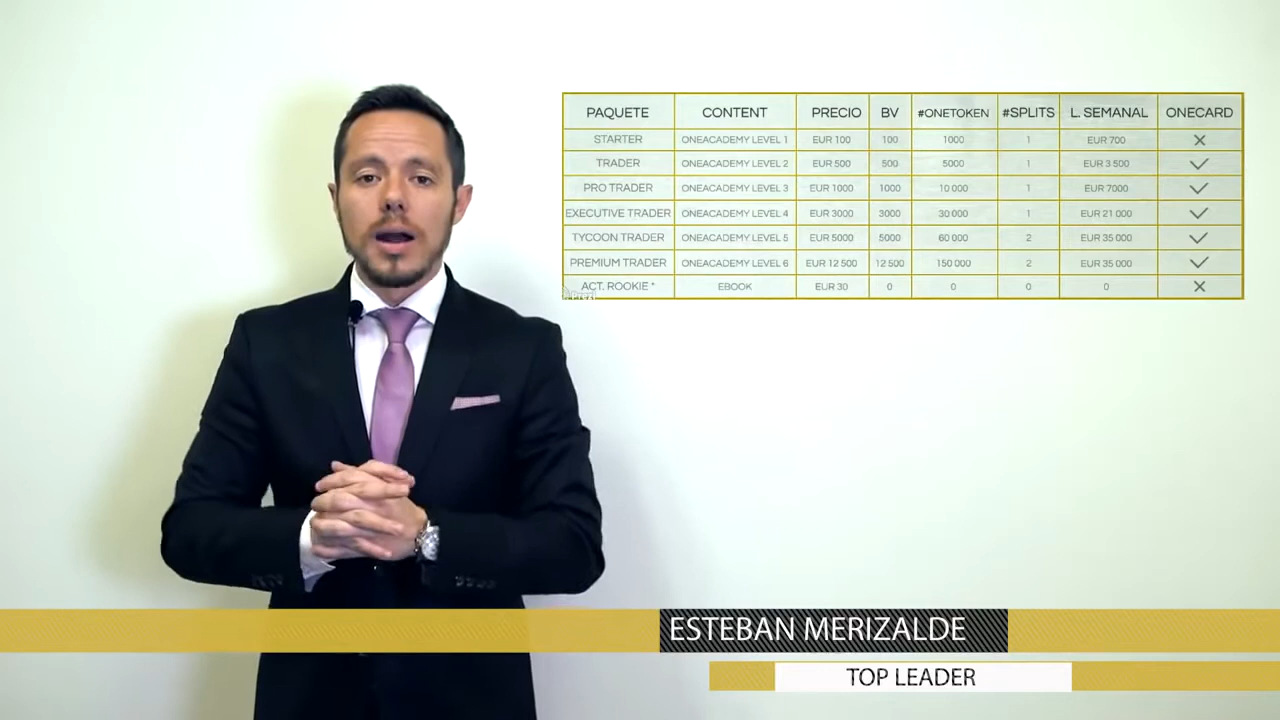 PAQUETE CONTENT PRECIO BV #ONETOKEN #SPLITS L. SEMANAL ONECARD
STARTER ONEACADEMY LEVEL 1 EUR 100 100 1000 1 EUR 700
TRADER ONEACADEMY LEVEL 2 EUR 500 500 5000 1 EUR 3 500
PRO TRADER ONEACADEMY LEVEL 3 EUR 1000 1000 10 000 1 EUR 7000
EXECUTIVE TRADER ONEACADEMY LEVEL 4 EUR 3000 3000 30 000 1 EUR 21 000
TYCOON TRADER ONEACADEMY LEVEL 5 EUR 5000 5000 60 000 2 EUR 35 000
PREMIUM TRADER ONEACADEMY LEVEL 6 EUR 12 500 12 500 150 000 2 EUR 35 000
ACT. ROOKIE * EBOOK EUR 30 0 0 0 0
ESTEBAN MERIZALDE
TOP LEADER